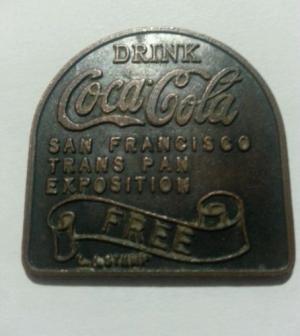 DRINK
Coca-Cola
SAN FRANCISCO
TRANS PAN
EXPOSITION
FREE